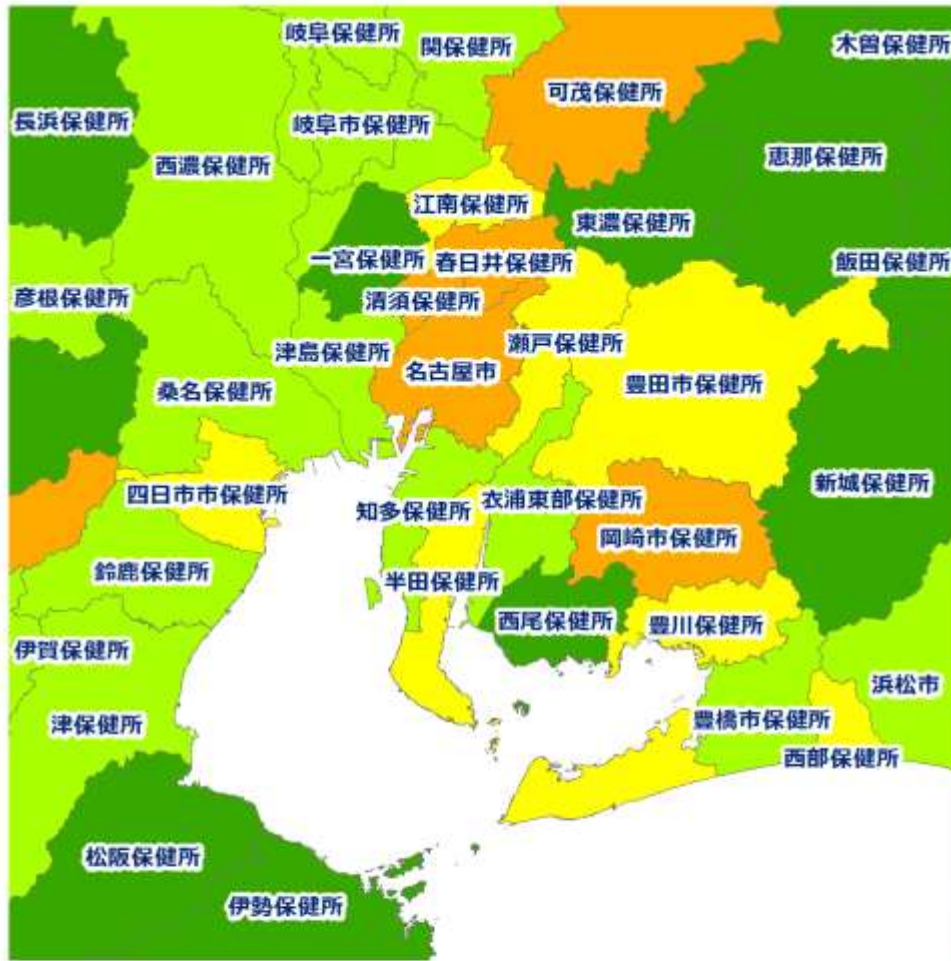 岐阜保健所
関保健所
木曽保健所
可茂保健所
長浜保健所
岐阜市保健所
西濃保健所
恵那保健所
江南保健所
東濃保健所
一宮保健所
春日井保健所
飯田保健所
彦根保健所
清須保健所
津島保健所
瀬戸保健所
名古屋市
豊田市保健所
桑名保健所
新城保健所
四日市市保健所
衣浦東部保健所
知多保健所
岡崎市保健所
鈴鹿保健所
半田保健所
西尾保健所
豊川保健所
伊賀保健所
浜松市
津保健所
豊橋市保健所
西部保健所
松阪保健所
伊勢保健所